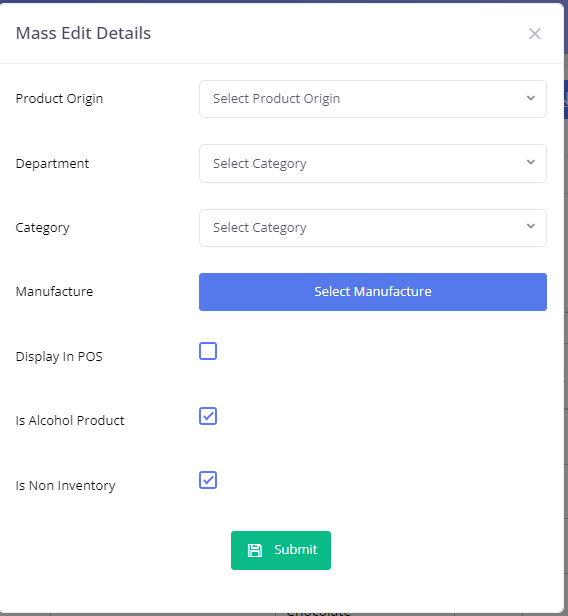 Mass Edit Details
Product Origin
Select Product Origin
Department
Select Category
Category
Select Category
Manufacture
Select Manufacture
Display In POS
Is Alcohol Product
Is Non Inventory
Submit
Chocolate